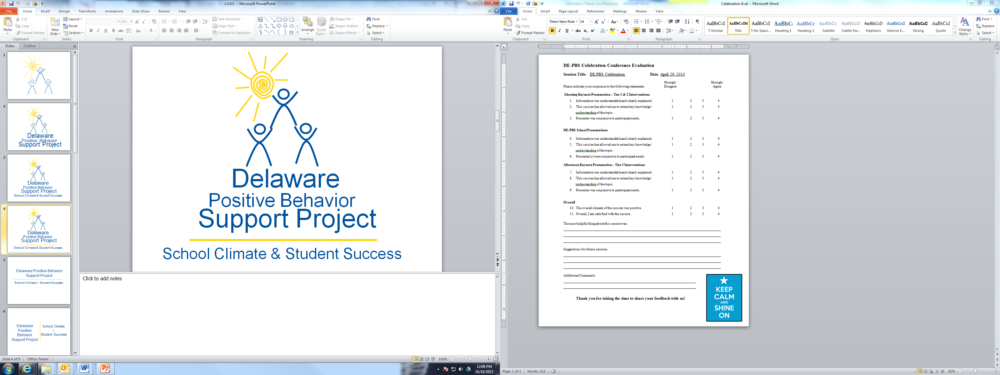 LOGO - Microsoft PowerPoint
File Home Insert Design Transitions Animations Slide Show Review View
Paste Cut Copy Format Painter Clipboard
New Slide Layout Reset Section Slides
44 Font
Text Direction Align Text Convert to SmartArt Paragraph
Arrange Quick Styles Shape Fill Shape Outline Shape Effects Drawing
Find Replace Select Editing
Slides Outline
1
2
Delaware
Positive Behavior
Support Project
3
Delaware
Positive Behavior
Support Project
School Climate & Student Success
4
Delaware
Positive Behavior
Support Project
School Climate & Student Success
5
Delaware Positive Behavior
Support Project
School Climate & Student Success
6
Delaware
Positive
Behavior
Support Project
School Climate
&
Student Success
Delaware
Positive Behavior
Support Project
School Climate & Student Success
Click to add notes
Slide 4 of 9 "Office Theme" 103%
12:08 PM
10/19/2015
Celebration Eval - Microsoft Word
File Home Insert Page Layout References Mailings Review View
Paste Cut Copy Format Painter Clipboard
Times New Rom 14 Font
Paragraph
¶ Normal Title ¶ No Spaci... Heading 1 Heading 2 Subtitle Subtle Em... Emphasis Intense E... Strong Quote
Change Styles Styles
Find Replace Select Editing
DE-PBS Celebration Conference Evaluation
Session Title: DE-PBS Celebration Date: April 29, 2014
Strongly Strongly
Please indicate your responses to the following statements. Disagree Agree
Morning Keynote Presentation – Tier 1 & 2 Interventions:
1. Information was understandable and clearly explained. 1 2 3 4
2. This session has allowed me to extend my knowledge/ 1 2 3 4
understanding of the topic.
3. Presenter was responsive to participant needs. 1 2 3 4
DE-PBS School Presentations
4. Information was understandable and clearly explained. 1 2 3 4
5. This session has allowed me to extend my knowledge/ 1 2 3 4
understanding of the topic.
6. Presenter(s) were responsive to participant needs. 1 2 3 4
Afternoon Keynote Presentation – Tier 3 Interventions:
7. Information was understandable and clearly explained. 1 2 3 4
8. This session has allowed me to extend my knowledge/ 1 2 3 4
understanding of the topic.
9. Presenter was responsive to participant needs. 1 2 3 4
Overall
10. The overall climate of the session was positive. 1 2 3 4
11. Overall, I am satisfied with the session. 1 2 3 4
The most helpful thing about this session was:
Suggestions for future sessions:
Additional Comments:
Thank you for taking the time to share your feedback with us!
KEEP
CALM
AND
SHINE
ON
Page: 1 of 1 Words: 213 82%